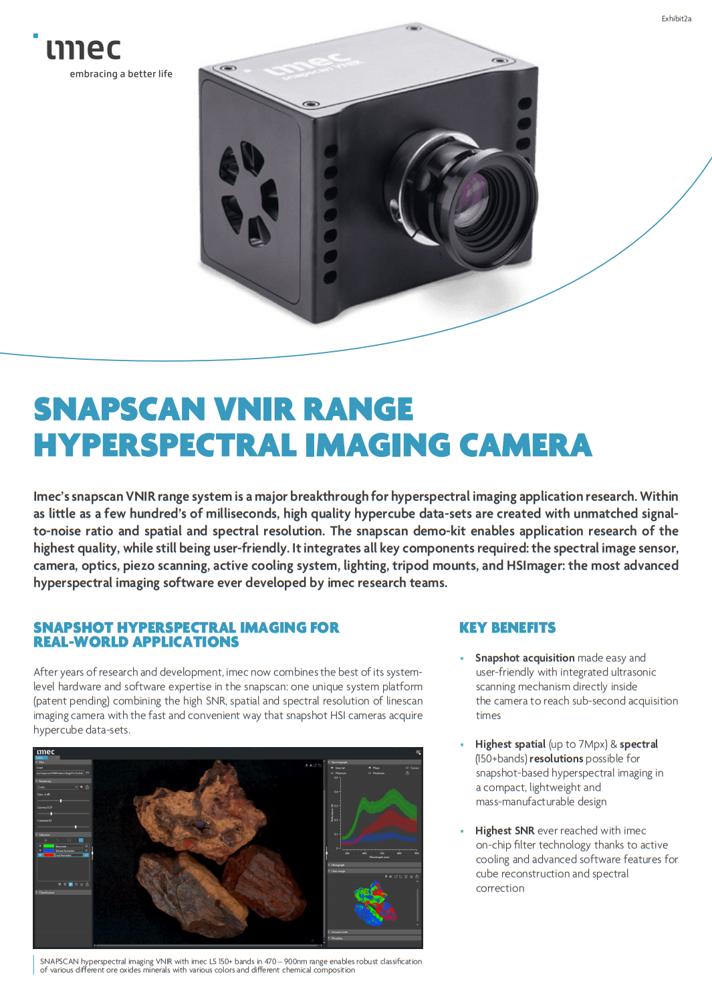 Exhibit2a
imec
embracing a better life
imec
snapscan VNIR
SNAPSCAN VNIR RANGE
HYPERSPECTRAL IMAGING CAMERA
Imec's snapscan VNIR range system is a major breakthrough for hyperspectral imaging application research. Within
as little as a few hundred's of milliseconds, high quality hypercube data-sets are created with unmatched signal-
to-noise ratio and spatial and spectral resolution. The snapscan demo-kit enables application research of the
highest quality, while still being user-friendly. It integrates all key components required: the spectral image sensor,
camera, optics, piezo scanning, active cooling system, lighting, tripod mounts, and HSImager: the most advanced
hyperspectral imaging software ever developed by imec research teams.
SNAPSHOT HYPERSPECTRAL IMAGING FOR
REAL-WORLD APPLICATIONS
After years of research and development, imec now combines the best of its system-
level hardware and software expertise in the snapscan: one unique system platform
(patent pending) combining the high SNR, spatial and spectral resolution of linescan
imaging camera with the fast and convenient way that snapshot HSI cameras acquire
hypercube data-sets.
imec
SNAPSCAN hyperspectral imaging VNIR with imec LS 150+ bands in 470 – 900nm range enables robust classification
of various different ore oxides minerals with various colors and different chemical composition
KEY BENEFITS
• Snapshot acquisition made easy and
user-friendly with integrated ultrasonic
scanning mechanism directly inside
the camera to reach sub-second acquisition
times
• Highest spatial (up to 7Mpx) & spectral
(150+bands) resolutions possible for
snapshot-based hyperspectral imaging in
a compact, lightweight and
mass-manufacturable design
• Highest SNR ever reached with imec
on-chip filter technology thanks to active
cooling and advanced software features for
cube reconstruction and spectral
correction